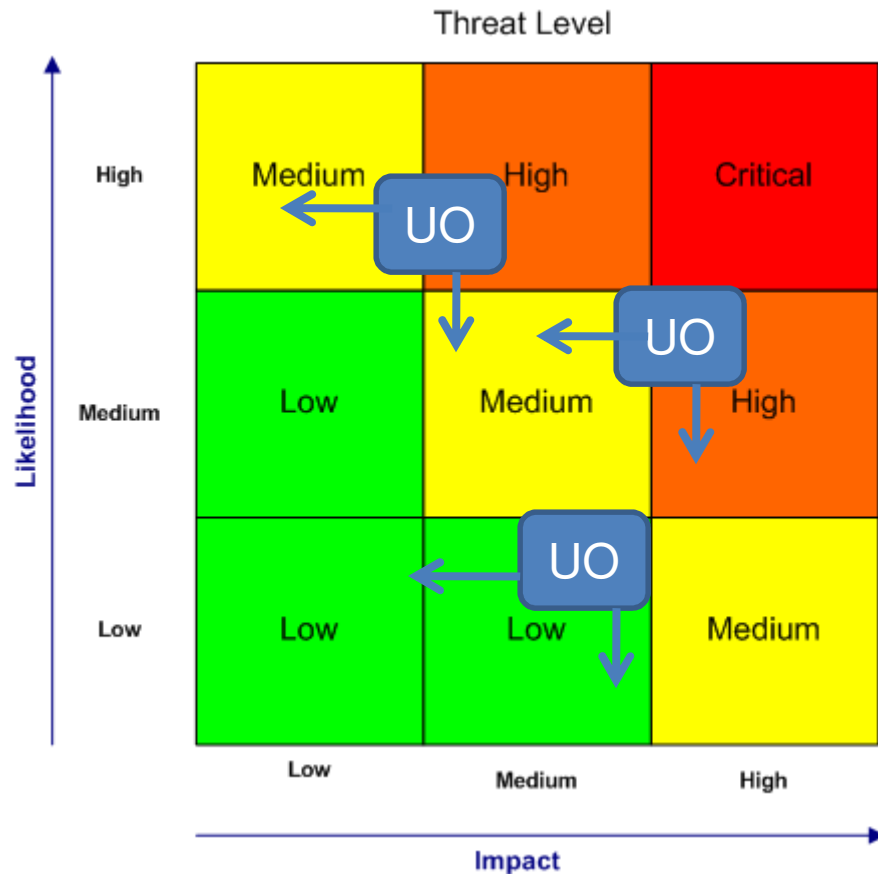 Threat Level
High
Medium
High
Critical
UO
UO
Likelihood
Medium
Low
Medium
High
UO
Low
Low
Low
Medium
Low
Medium
High
Impact